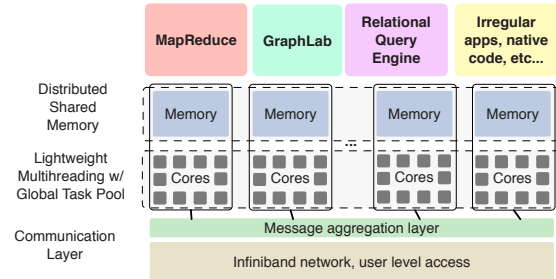 MapReduce
GraphLab
Relational
Query
Engine
Irregular
apps, native
code, etc...
Distributed
Shared
Memory
Memory
Memory
...
Memory
Memory
Lightweight
Multithreading w/
Global Task Pool
Cores
Cores
Cores
Cores
Communication
Layer
Message aggregation layer
Infiniband network, user level access